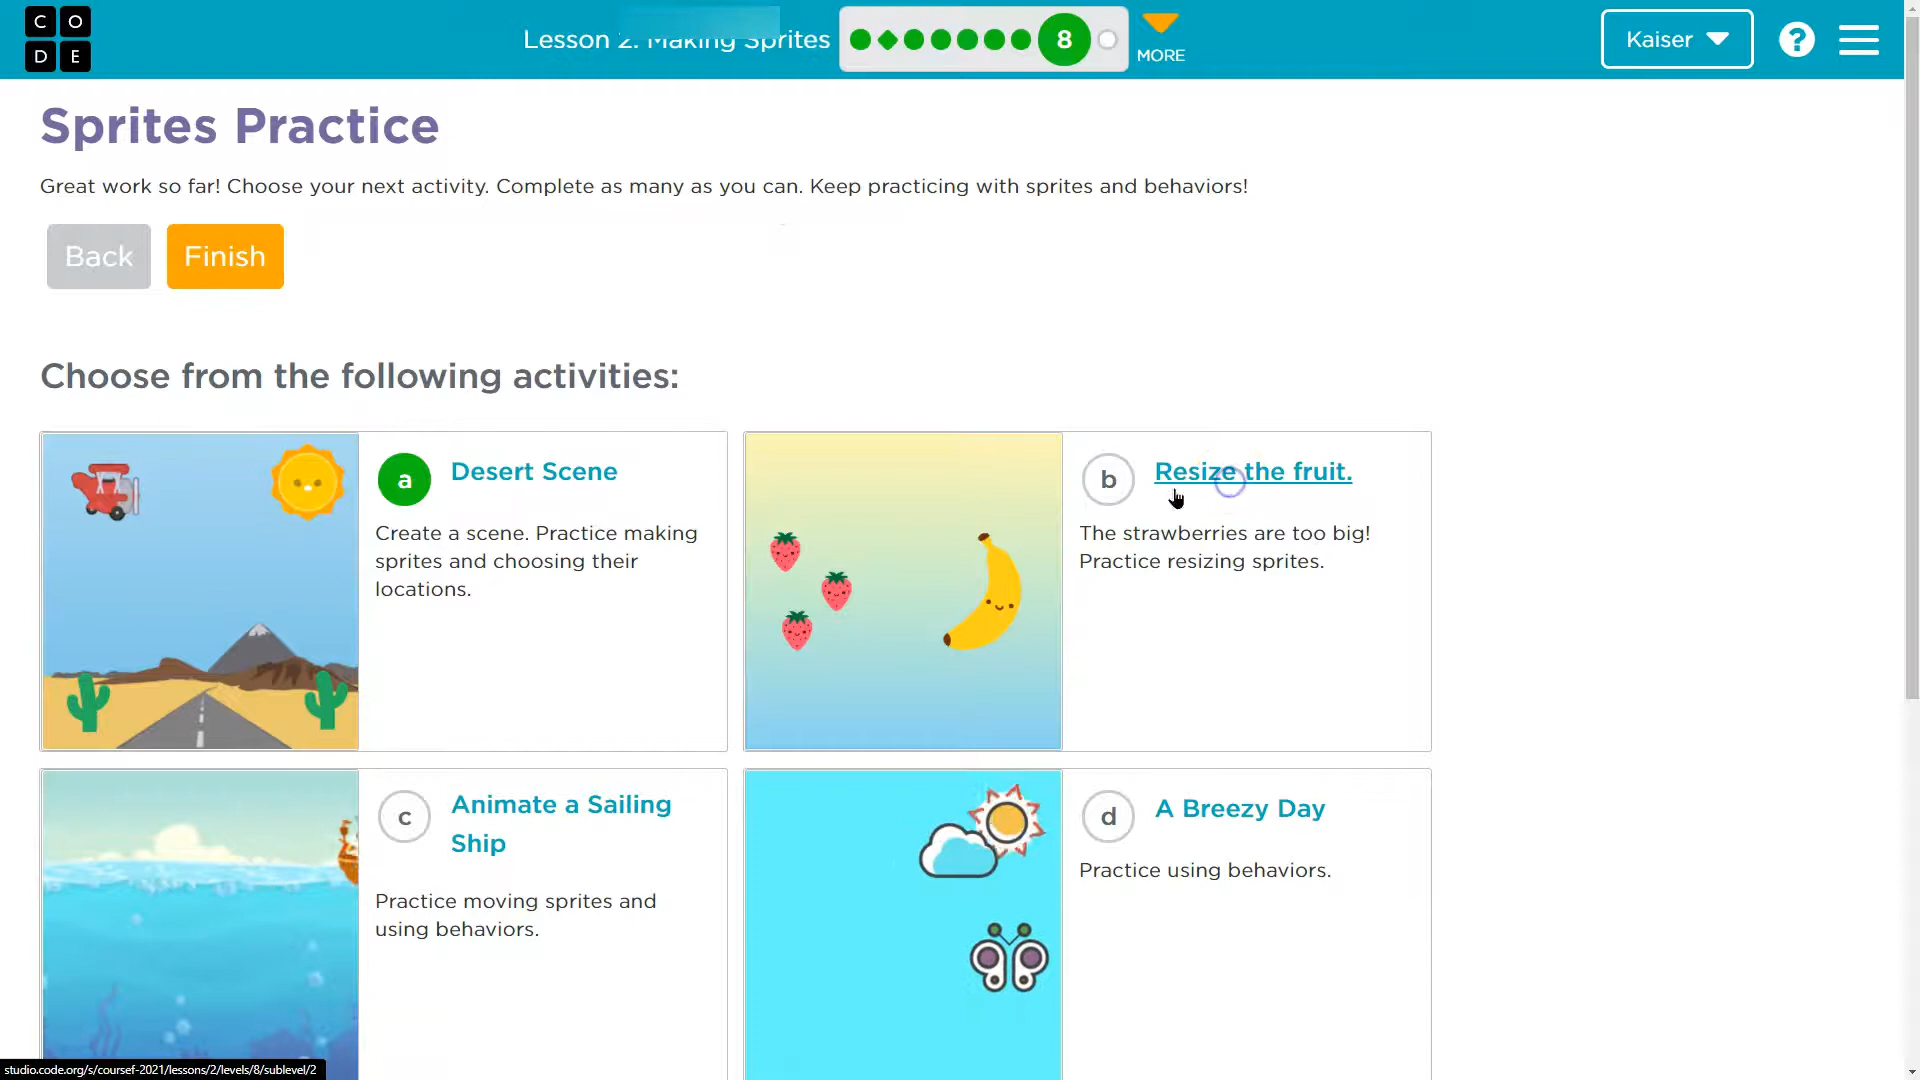 C O
D E
Lesson 2: Making Sprites
8
MORE
Kaiser
?
Sprites Practice
Great work so far! Choose your next activity. Complete as many as you can. Keep practicing with sprites and behaviors!
Back
Finish
Choose from the following activities:
a
Desert Scene
Create a scene. Practice making
sprites and choosing their
locations.
b
Resize the fruit.
The strawberries are too big!
Practice resizing sprites.
c
Animate a Sailing
Ship
Practice moving sprites and
using behaviors.
d
A Breezy Day
Practice using behaviors.
studio.code.org/s/coursef-2021/lessons/2/levels/8/sublevel/2